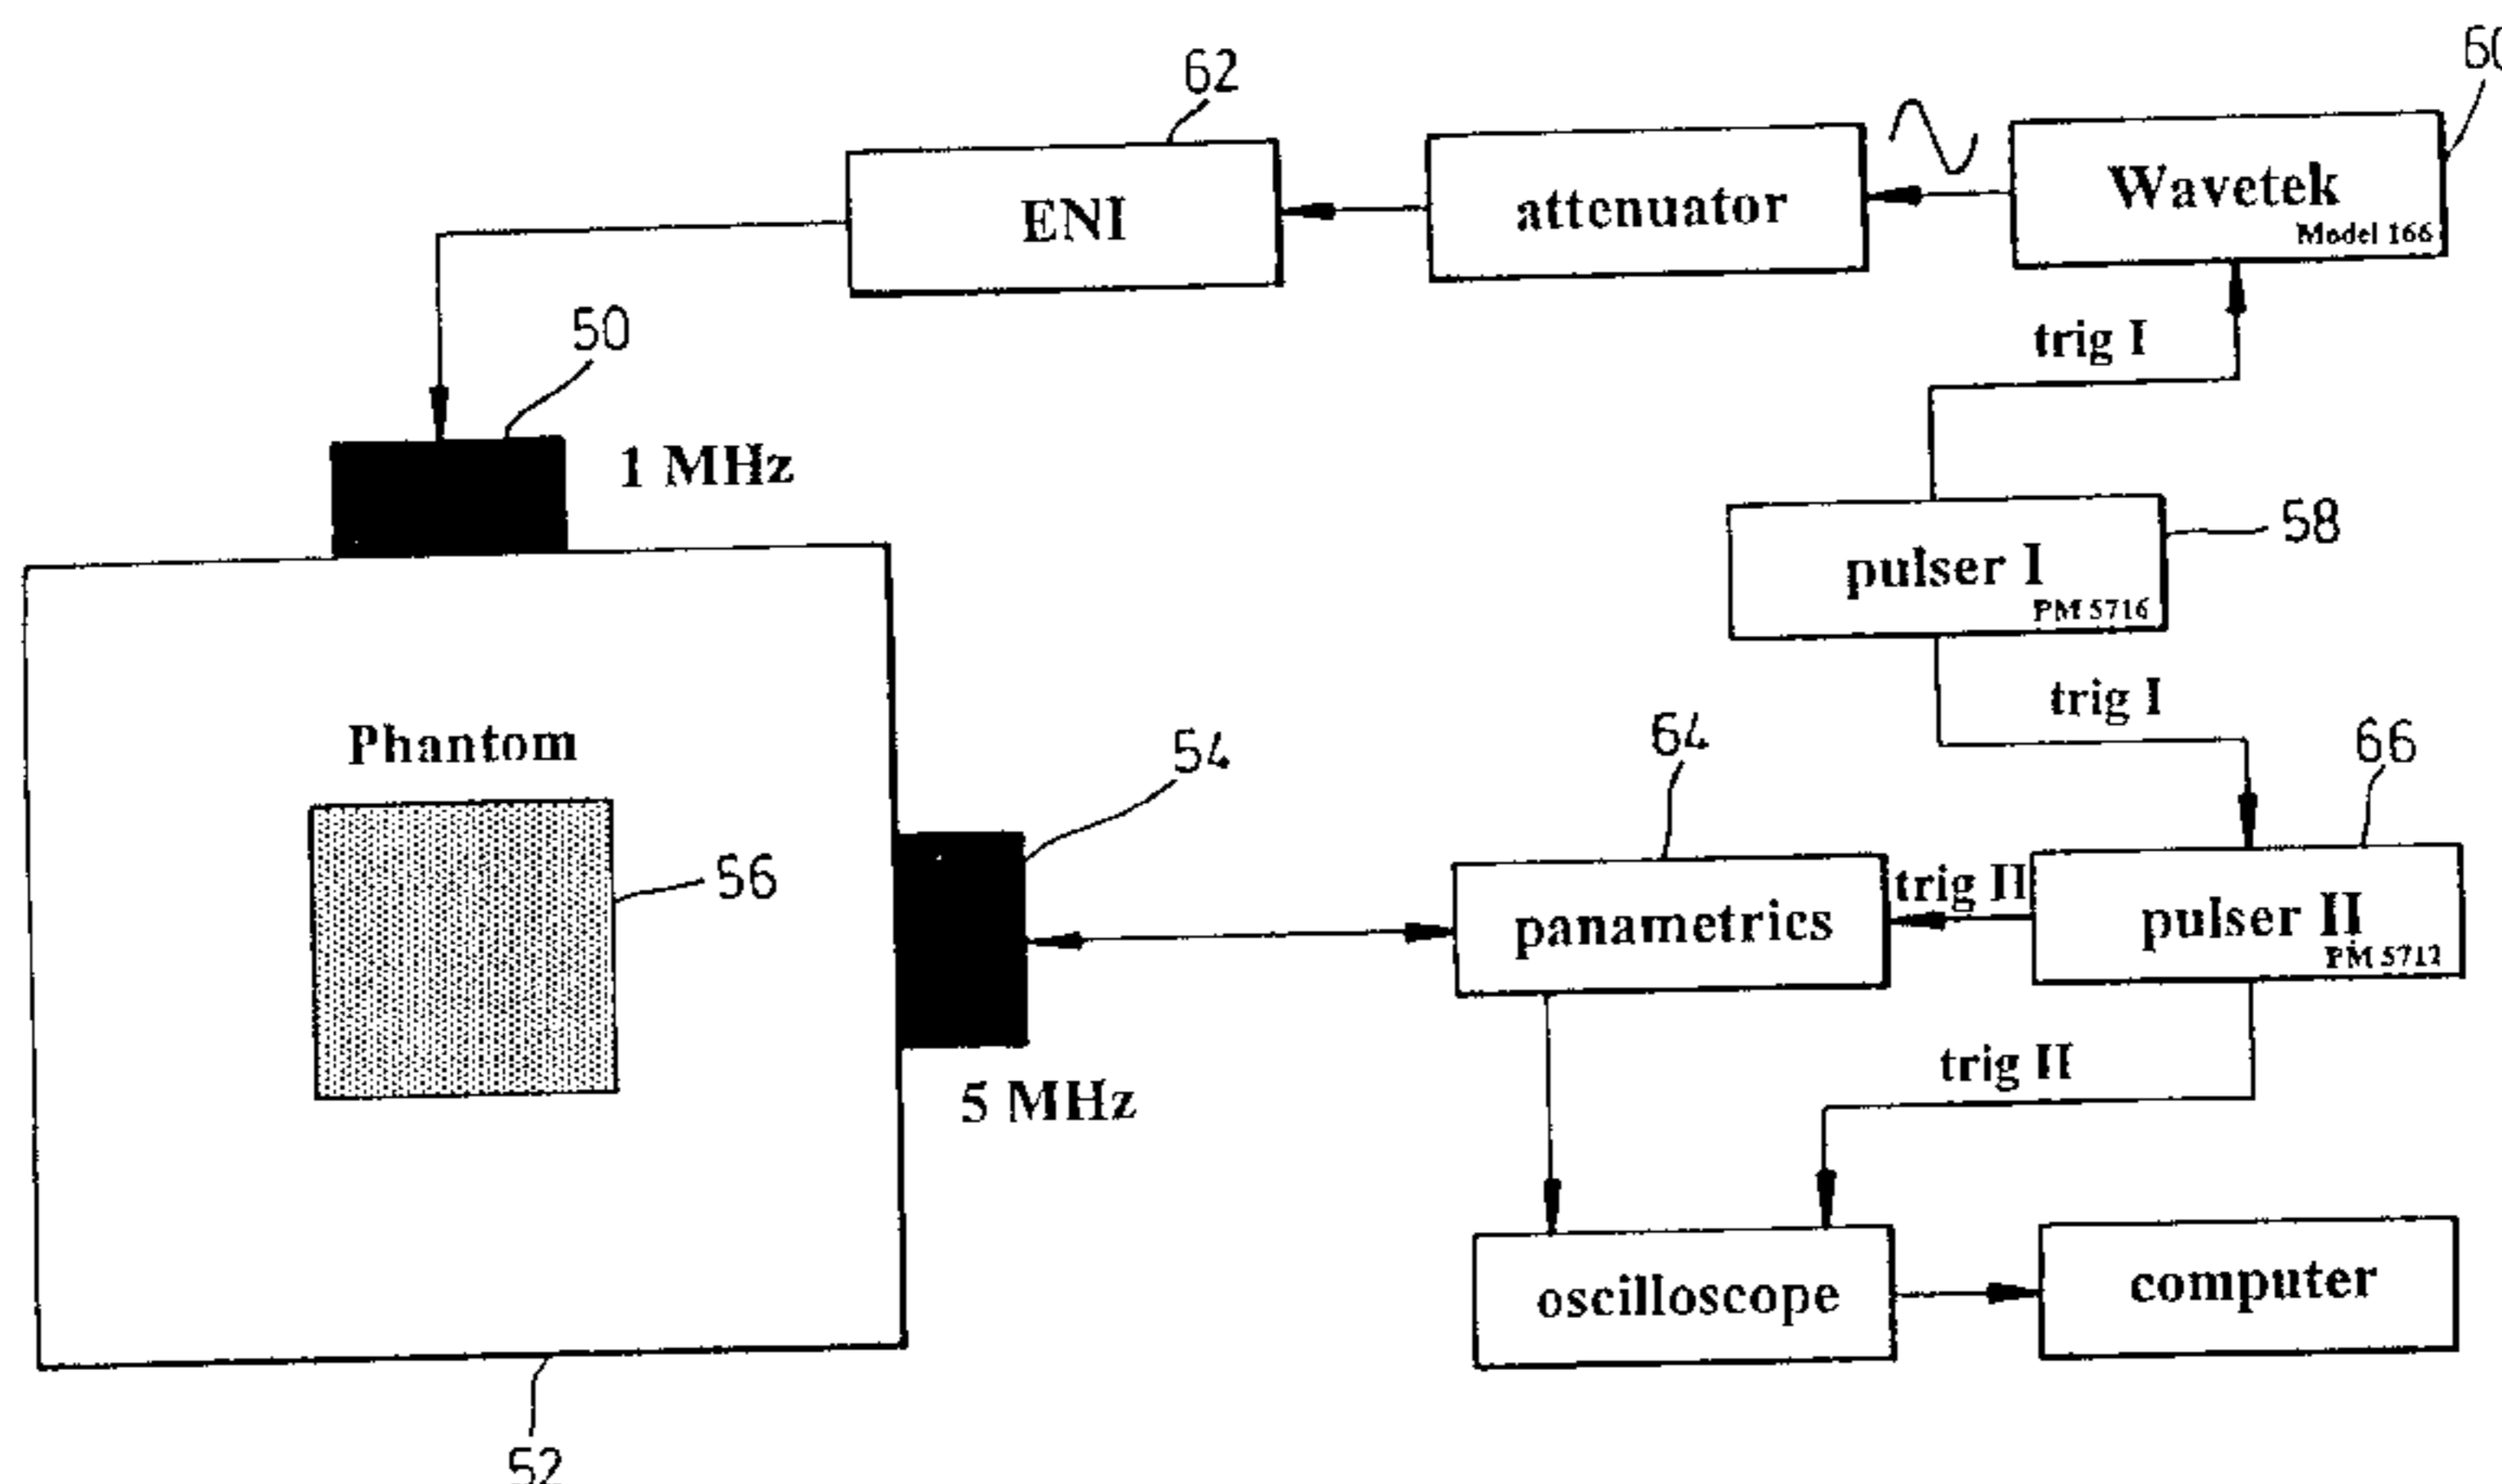 60
62
Wavetek
Model 166
attenuator
ENI
trig I
50
1 MHz
pulser I
PM 5716
58
trig I
Phantom
54
64
66
56
panametrics
trig II
pulser II
PM 5712
5 MHz
trig II
oscilloscope
computer
52